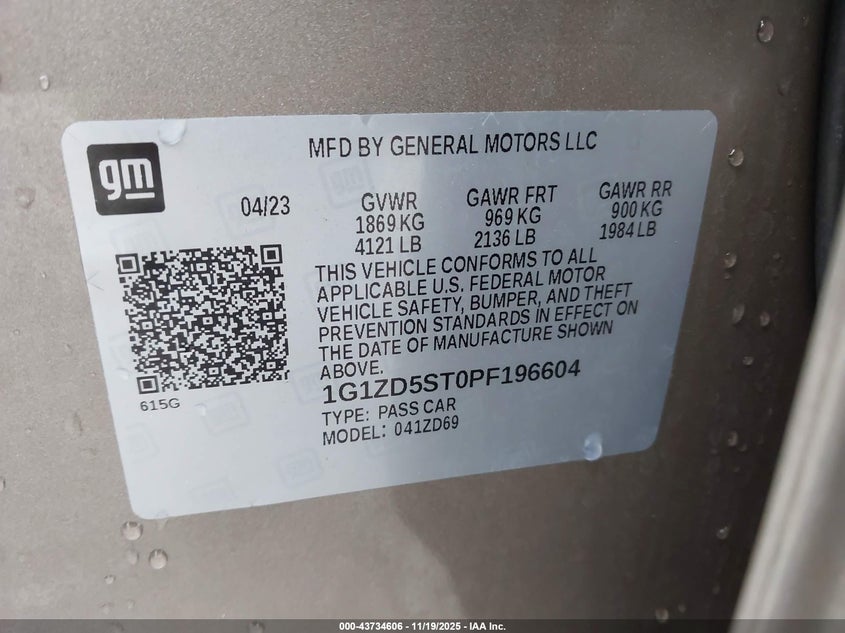 MFD BY GENERAL MOTORS LLC
gm
04/23
GVWR
1869 KG
4121 LB
GAWR FRT
969 KG
2136 LB
GAWR RR
900 KG
1984 LB
THIS VEHICLE CONFORMS TO ALL
APPLICABLE U.S. FEDERAL MOTOR
VEHICLE SAFETY, BUMPER, AND THEFT
PREVENTION STANDARDS IN EFFECT ON
THE DATE OF MANUFACTURE SHOWN
ABOVE.
1G1ZD5ST0PF196604
TYPE: PASS CAR
MODEL: 041ZD69
615G
000-43734606 - 11/19/2025 - IAA Inc.